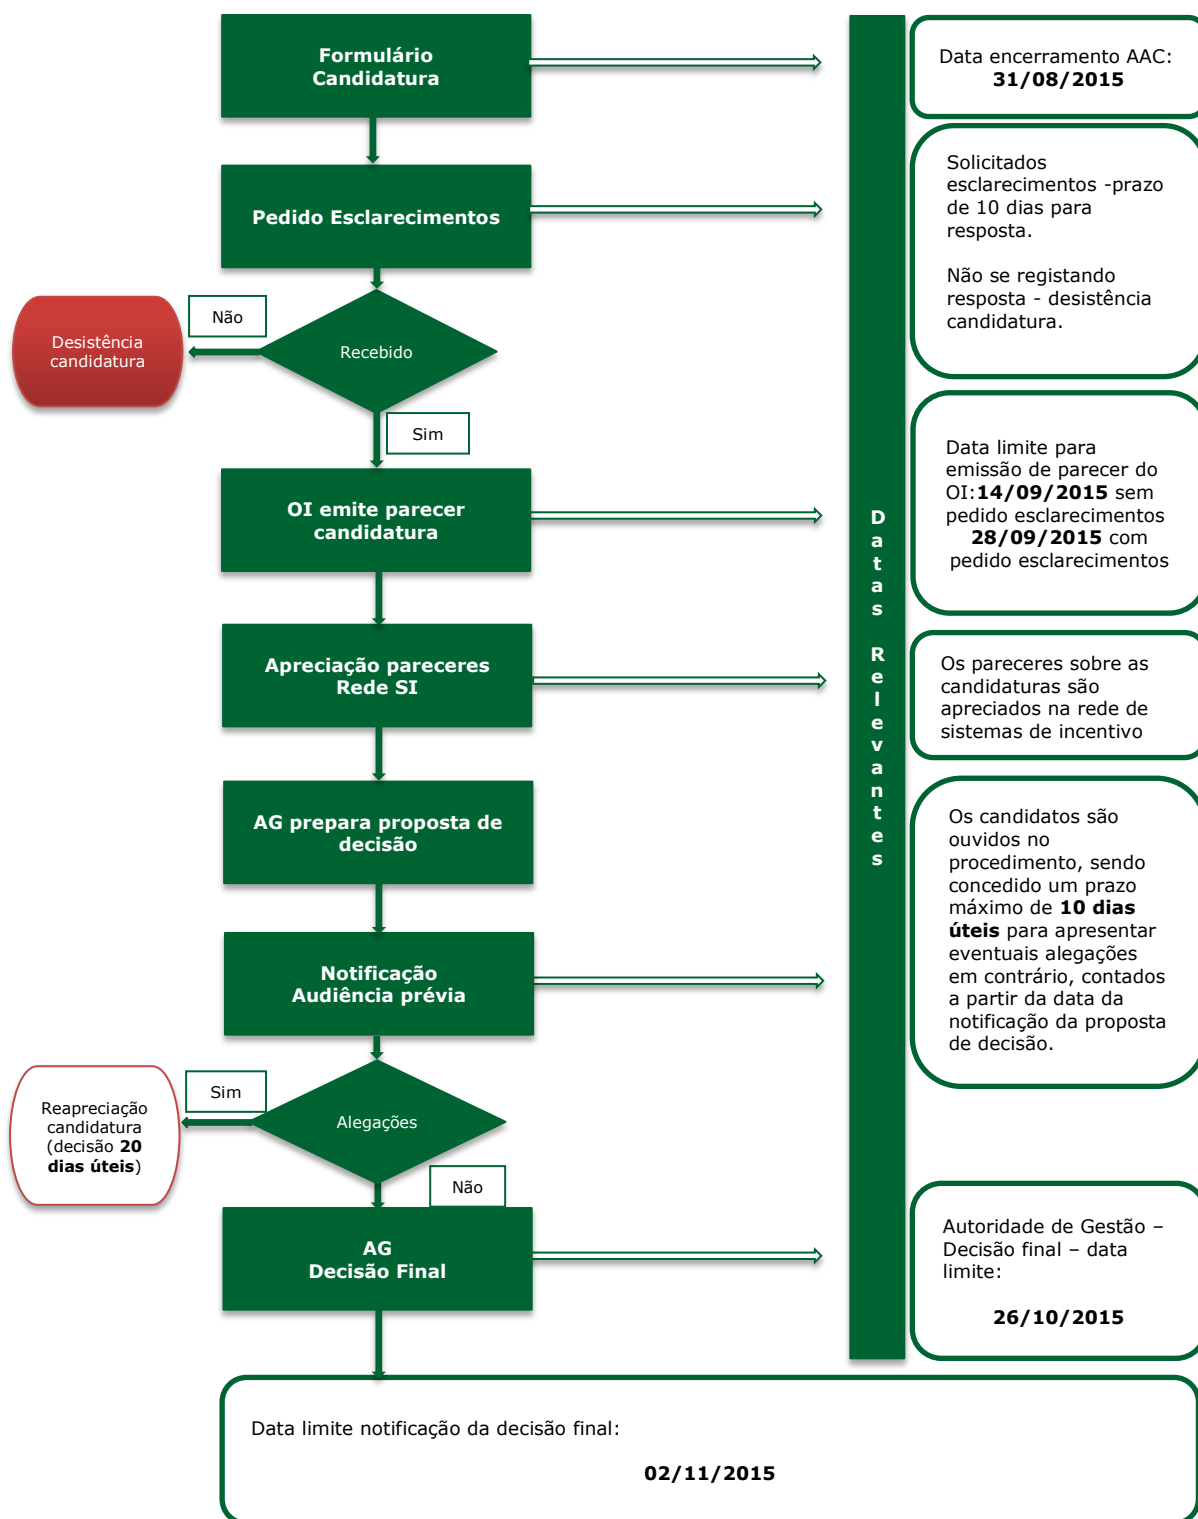 Formulário
Candidatura
Data encerramento AAC:
31/08/2015
Pedido Esclarecimentos
Solicitados
esclarecimentos -prazo
de 10 dias para
resposta.
Não se registando
resposta - desistência
candidatura.
Não
Desistência
candidatura
Recebido
Sim
OI emite parecer
candidatura
Data limite para
emissão de parecer do
OI:14/09/2015 sem
pedido esclarecimentos
28/09/2015 com
pedido esclarecimentos
Datas Relevantes
Apreciação pareceres
Rede SI
Os pareceres sobre as
candidaturas são
apreciados na rede de
sistemas de incentivo
AG prepara proposta de
decisão
Os candidatos são
ouvidos no
procedimento, sendo
concedido um prazo
máximo de 10 dias
úteis para apresentar
eventuais alegações
em contrário, contados
a partir da data da
notificação da proposta
de decisão.
Notificação
Audiência prévia
Sim
Reapreciação
candidatura
(decisão 20
dias úteis)
Alegações
Não
AG
Decisão Final
Autoridade de Gestão –
Decisão final – data
limite:
26/10/2015
Data limite notificação da decisão final:
02/11/2015